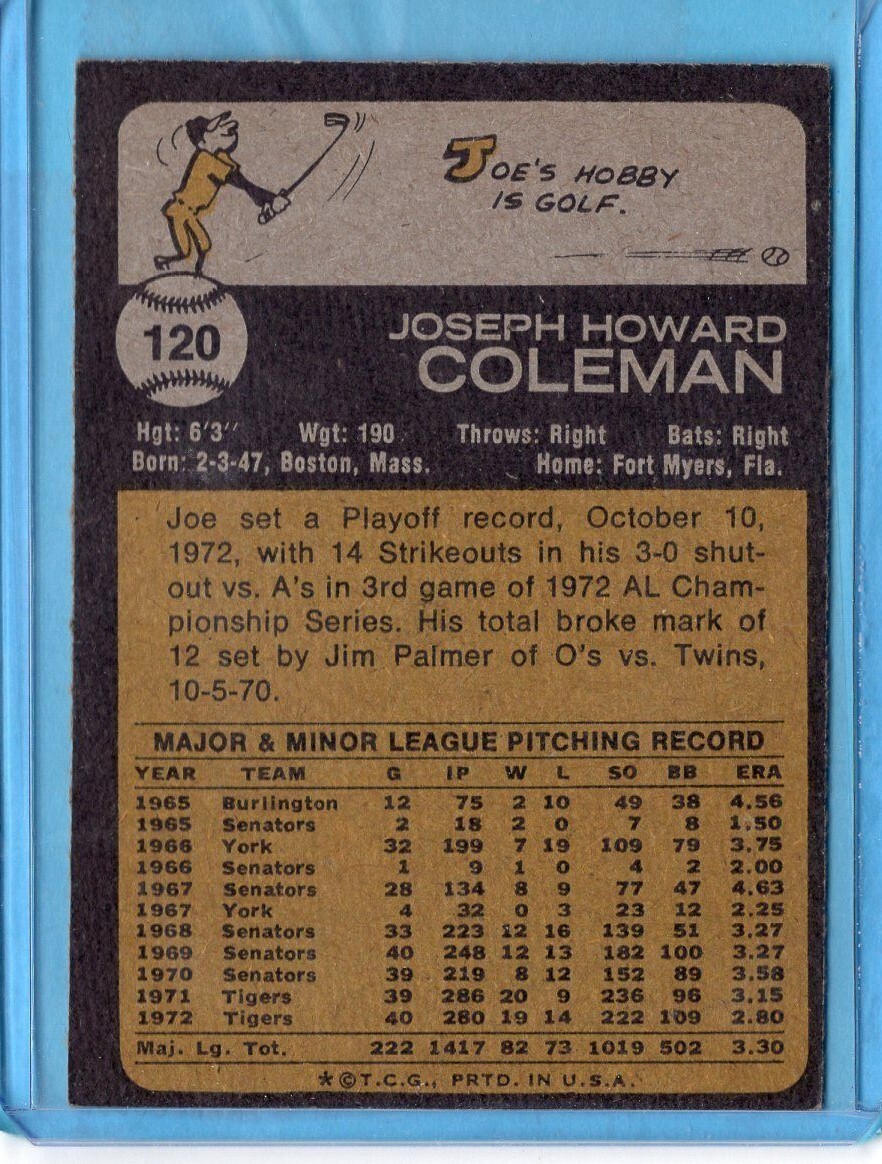 JOE'S HOBBY
IS GOLF.
120
JOSEPH HOWARD
COLEMAN
Hgt: 6'3" Wgt: 190 Throws: Right Bats: Right
Born: 2-3-47, Boston, Mass. Home: Fort Myers, Fla.
Joe set a Playoff record, October 10,
1972, with 14 Strikeouts in his 3-0 shut-
out vs. A's in 3rd game of 1972 AL Cham-
pionship Series. His total broke mark of
12 set by Jim Palmer of O's vs. Twins,
10-5-70.
MAJOR & MINOR LEAGUE PITCHING RECORD
YEAR TEAM G IP W L SO BB ERA
1965 Burlington 12 75 2 10 49 38 4.56
1965 Senators 2 18 2 0 7 8 1.50
1966 York 32 199 7 19 109 79 3.75
1966 Senators 1 9 1 0 4 2 2.00
1967 Senators 28 134 8 9 77 47 4.63
1967 York 4 32 0 3 23 12 2.25
1968 Senators 33 223 12 16 139 51 3.27
1969 Senators 40 248 12 13 182 100 3.27
1970 Senators 39 219 8 12 152 89 3.58
1971 Tigers 39 286 20 9 236 96 3.15
1972 Tigers 40 280 19 14 222 109 2.80
Maj. Lg. Tot. 222 1417 82 73 1019 502 3.30
*©T.C.G., PRTD. IN U.S.A.